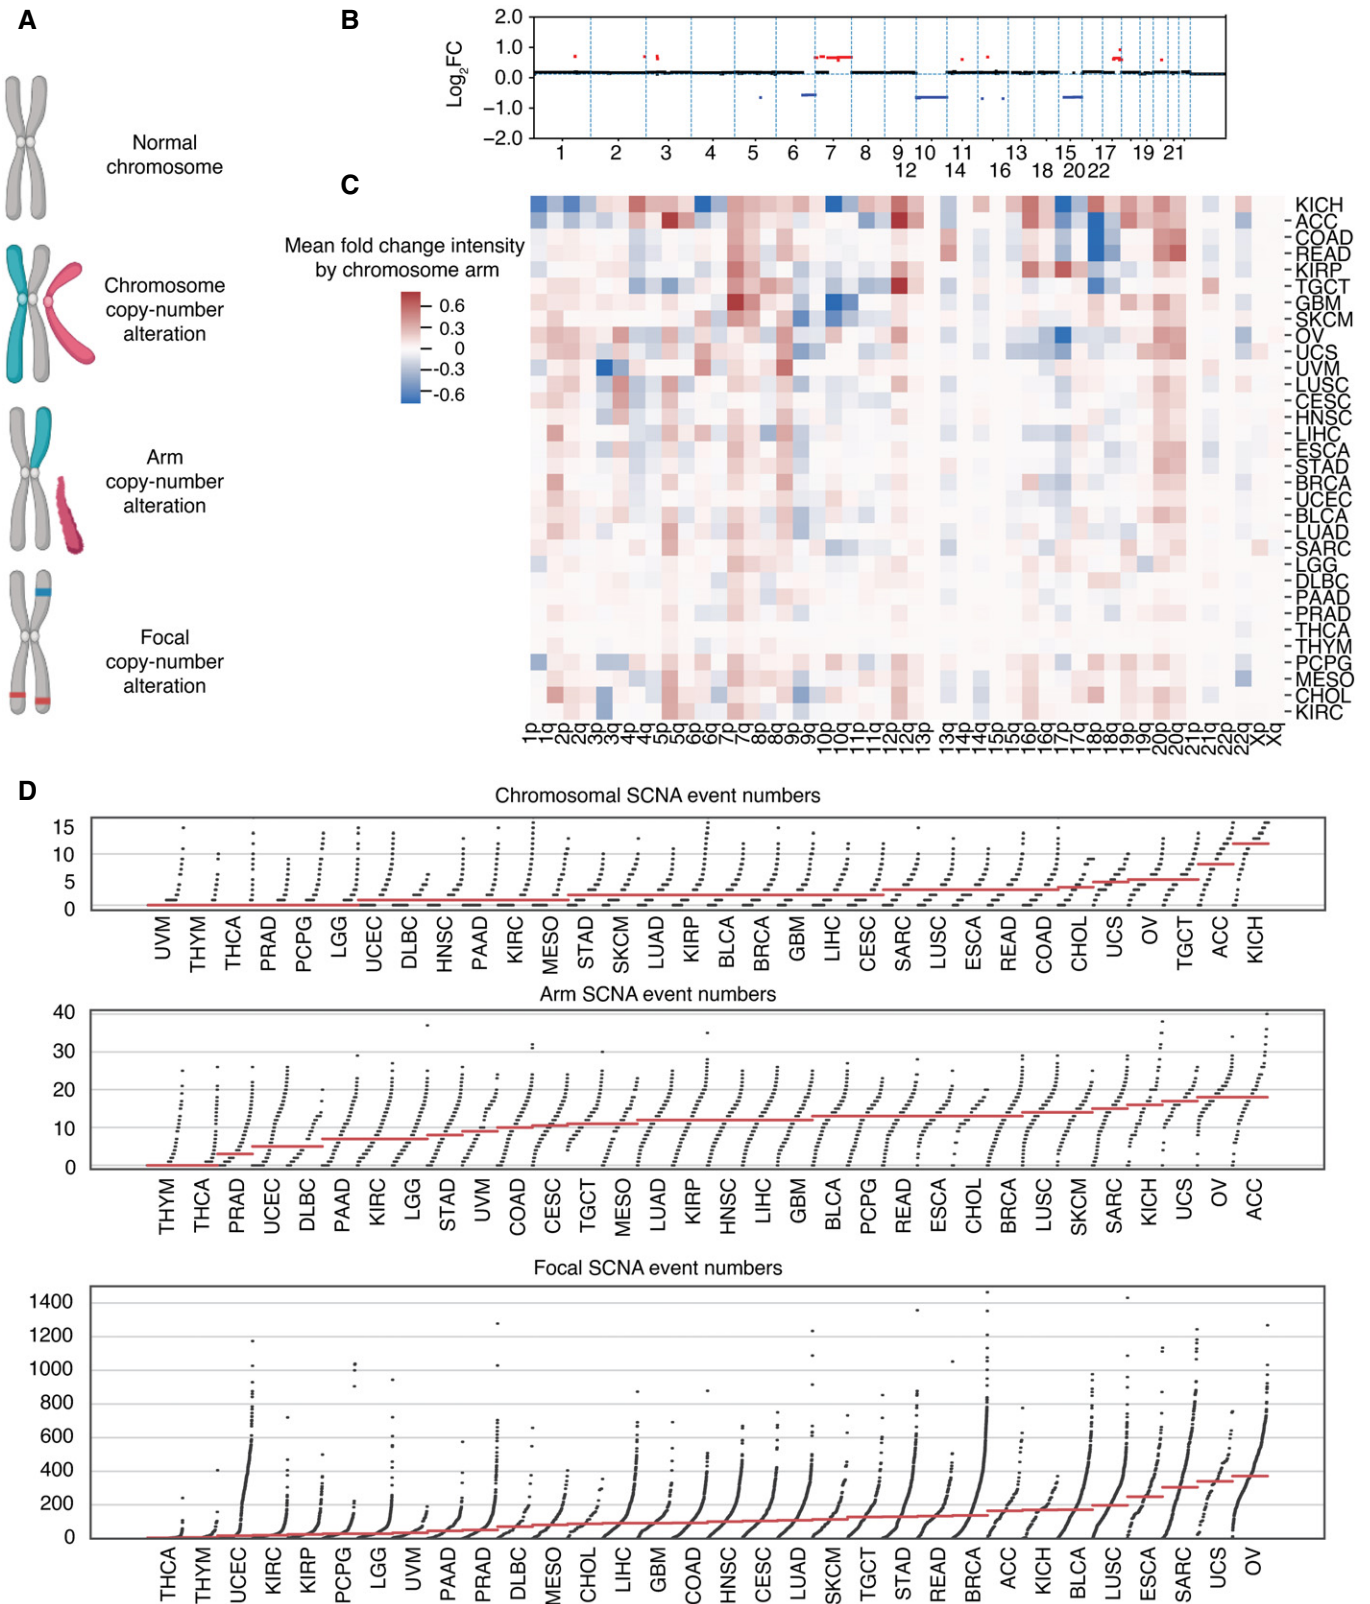 A
Normal
chromosome
Chromosome
copy-number
alteration
Arm
copy-number
alteration
Focal
copy-number
alteration
B
Log2FC
2.0
1.0
0.0
−1.0
−2.0
1 2 3 4 5 6 7 8 9 10 11 13 15 17 19 21
12 14 16 18 20 22
C
Mean fold change intensity
by chromosome arm
0.6
0.3
0
-0.3
-0.6
KICH
ACC
COAD
READ
KIRP
TGCT
GBM
SKCM
OV
UCS
UVM
LUSC
CESC
HNSC
LIHC
ESCA
STAD
BRCA
UCEC
BLCA
LUAD
SARC
LGG
DLBC
PAAD
PRAD
THCA
THYM
PCPG
MESO
CHOL
KIRC
1p 1q 2p 2q 3p 3q 4p 4q 5p 5q 6p 6q 7p 7q 8p 8q 9p 9q 10p 10q 11p 11q 12p 12q 13p 13q 14p 14q 15p 15q 16p 16q 17p 17q 18p 18q 19p 19q 20p 20q 21p 21q 22p 22q Xp Xq
D
Chromosomal SCNA event numbers
15
10
5
0
UVM THYM THCA PRAD PCPG LGG UCEC DLBC HNSC PAAD KIRC MESO STAD SKCM LUAD KIRP BLCA BRCA GBM LIHC CESC SARC LUSC ESCA READ COAD CHOL UCS OV TGCT ACC KICH
Arm SCNA event numbers
40
30
20
10
0
THYM THCA PRAD UCEC DLBC PAAD KIRC LGG STAD UVM COAD CESC TGCT MESO LUAD KIRP HNSC LIHC GBM BLCA PCPG READ ESCA CHOL BRCA LUSC SKCM SARC KICH UCS OV ACC
Focal SCNA event numbers
1400
1200
1000
800
600
400
200
0
THCA THYM UCEC KIRC KIRP PCPG LGG UVM PAAD PRAD DLBC MESO CHOL LIHC GBM COAD HNSC CESC LUAD SKCM TGCT STAD READ BRCA ACC KICH BLCA LUSC ESCA SARC UCS OV